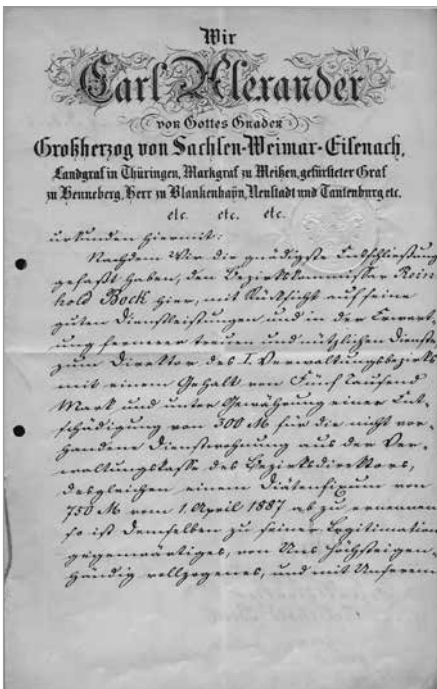 Wir
Carl Alexander
von Gottes Gnaden
Großherzog von Sachsen-Weimar-Eisenach,
Landgraf in Thüringen, Markgraf zu Meißen, gefürsteter Graf
zu Henneberg, Herr zu Blankenhayn, Neustadt und Tautenburg etc.
etc. etc. etc.
urkunden hiermit:
Nachdem Wir die gnädigste Entschließung
gefaßt haben, den Bezirkskommissar Rein-
hold Bock hier, mit Rücksicht auf seine
guten Dienstleistungen und in der Erwart-
ung fernerer treuen und nützlichen Dienste
zum Direktor des I. Verwaltungsbezirks
mit einem Gehalt von Fünf Tausend
Mark und unter Gewährung einer Ent-
schädigung von 300 M für die nicht vor-
handene Dienstwohnung aus der Ver-
waltungskasse des Bezirksdirektors,
desgleichen einem Diätenfixum von
750 M vom 1. April 1887 ab zu ernennen
so ist demselben zu seiner Legitimation
gegenwärtiges, von Uns höchsteigen-
händig vollzogenes, und mit Unserem